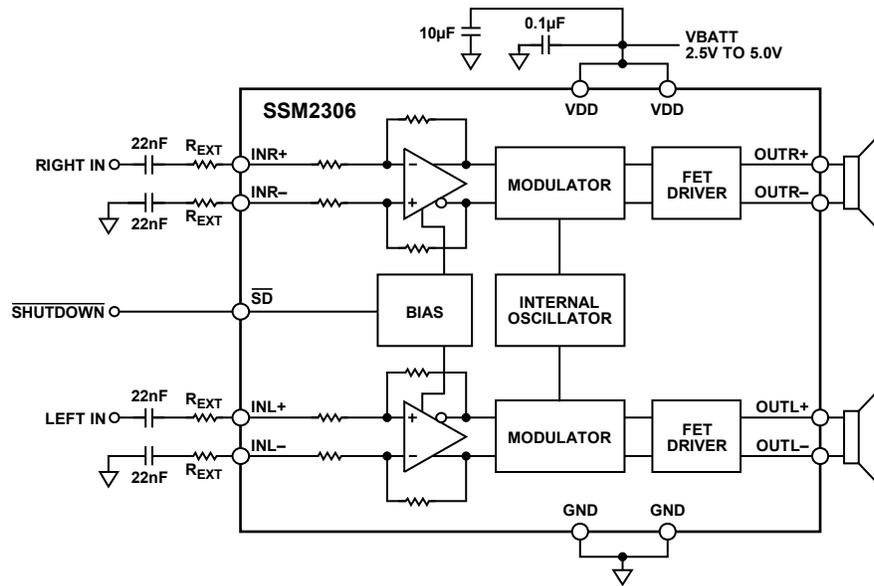 10µF
0.1µF
VBATT
2.5V TO 5.0V
SSM2306
VDD
VDD
22nF
REXT
RIGHT IN
INR+
INR–
22nF
REXT
MODULATOR
FET
DRIVER
OUTR+
OUTR–
SHUTDOWN
SD
BIAS
INTERNAL
OSCILLATOR
22nF
REXT
LEFT IN
INL+
INL–
22nF
REXT
MODULATOR
FET
DRIVER
OUTL+
OUTL–
GND
GND